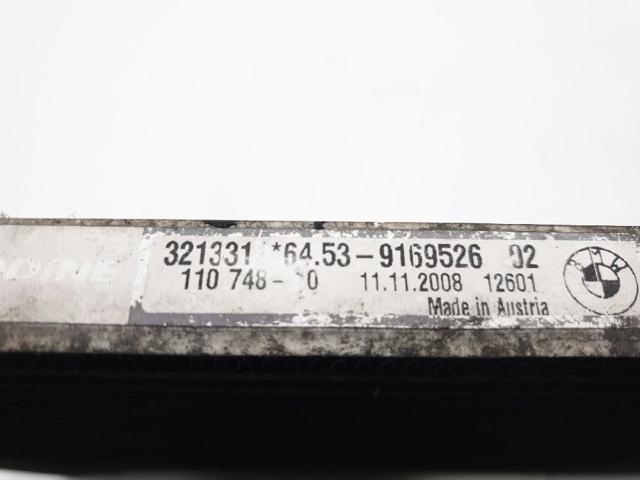 321331 *64.53-9169526 02
110 748- 0 11.11.2008 12601
Made in Austria